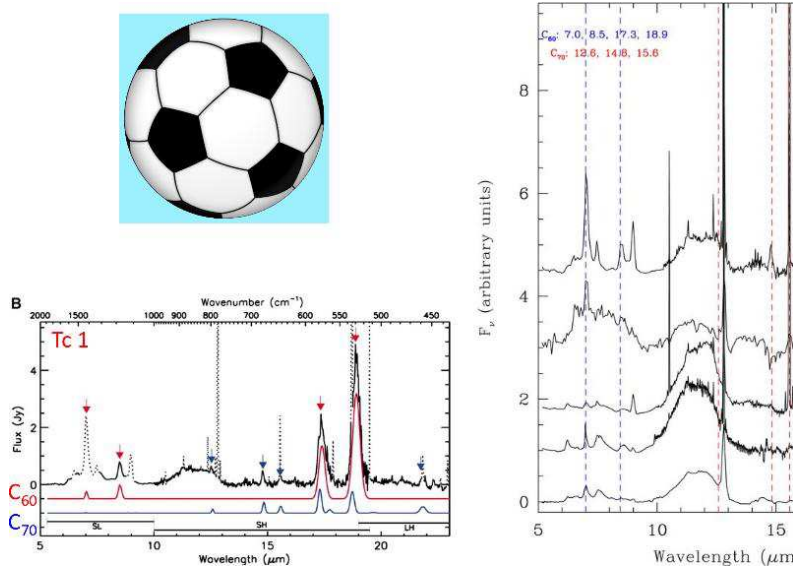 B
Wavenumber (cm⁻¹)
2000 1500 1000 900 800 700 600 550 500 450
Tc 1
Flux (Jy)
4
2
0
C₆₀
C₇₀
SL SH LH
5 10 15 20
Wavelength (μm)
C₆₀: 7.0, 8.5, 17.3, 18.9
C₇₀: 12.6, 14.8, 15.6
Fᵥ (arbitrary units)
8
6
4
2
0
5 10 15
Wavelength (μm